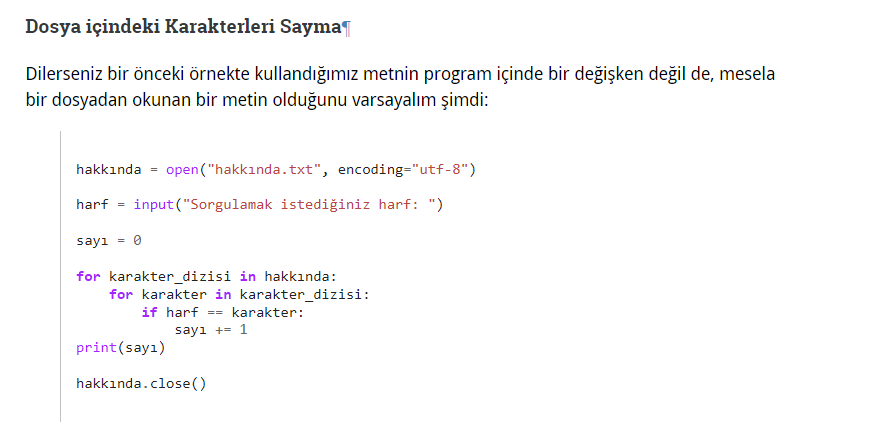 Dosya içindeki Karakterleri Sayma¶
Dilerseniz bir önceki örnekte kullandığımız metnin program içinde bir değişken değil de, mesela
bir dosyadan okunan bir metin olduğunu varsayalım şimdi:
hakkında = open("hakkında.txt", encoding="utf-8")
harf = input("Sorgulamak istediğiniz harf: ")
sayı = 0
for karakter_dizisi in hakkında:
    for karakter in karakter_dizisi:
        if harf == karakter:
            sayı += 1
print(sayı)
hakkında.close()